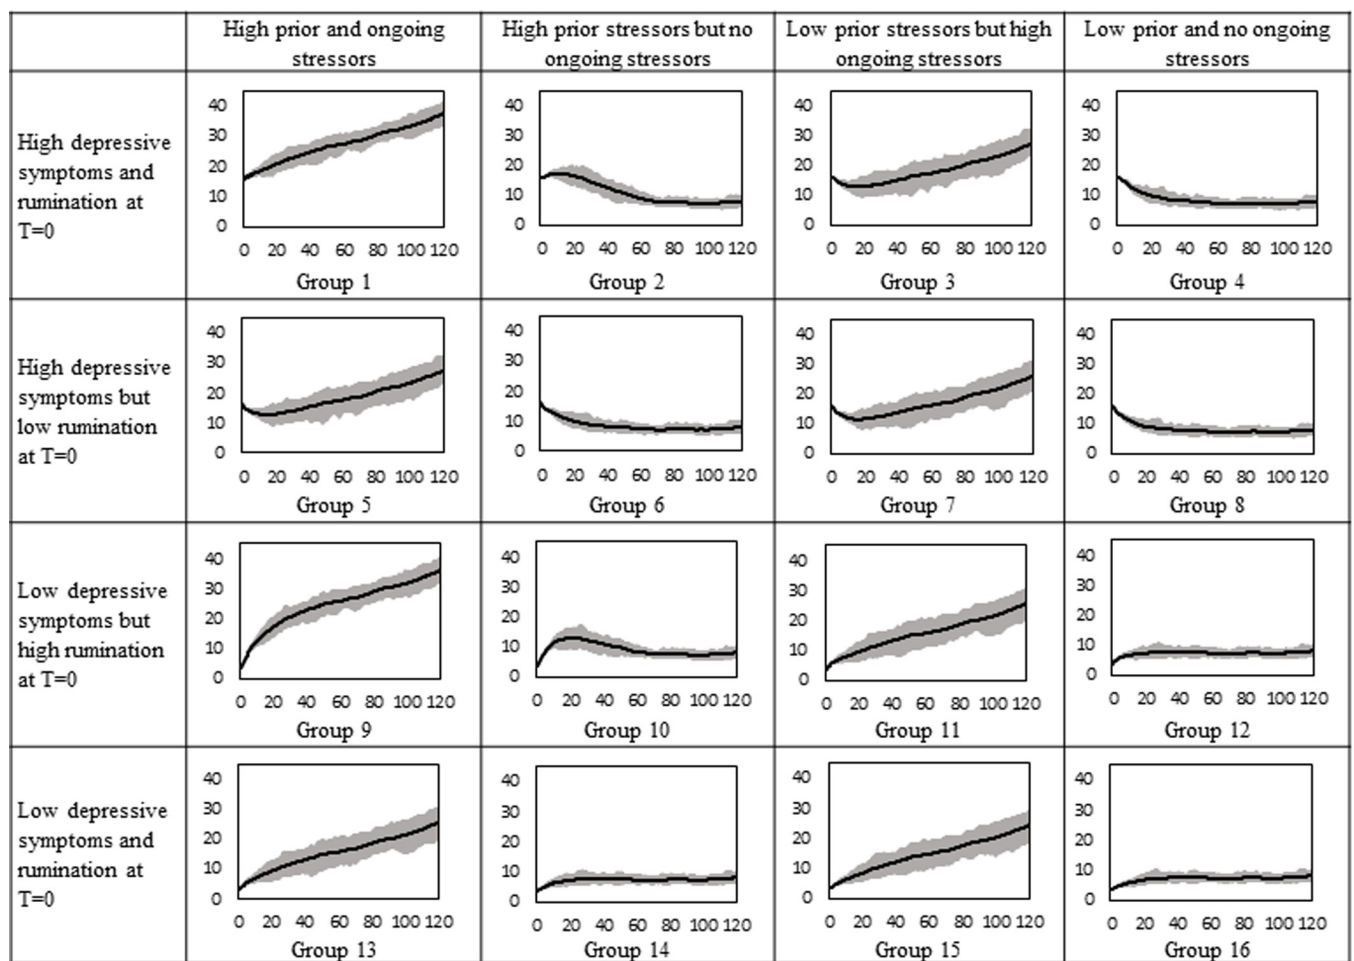 High prior and ongoing
stressors
High prior stressors but no
ongoing stressors
Low prior stressors but high
ongoing stressors
Low prior and no ongoing
stressors
High depressive
symptoms and
rumination at
T=0
40
30
20
10
0
0 20 40 60 80 100 120
Group 1
40
30
20
10
0
0 20 40 60 80 100 120
Group 2
40
30
20
10
0
0 20 40 60 80 100 120
Group 3
40
30
20
10
0
0 20 40 60 80 100 120
Group 4
High depressive
symptoms but
low rumination
at T=0
40
30
20
10
0
0 20 40 60 80 100 120
Group 5
40
30
20
10
0
0 20 40 60 80 100 120
Group 6
40
30
20
10
0
0 20 40 60 80 100 120
Group 7
40
30
20
10
0
0 20 40 60 80 100 120
Group 8
Low depressive
symptoms but
high rumination
at T=0
40
30
20
10
0
0 20 40 60 80 100 120
Group 9
40
30
20
10
0
0 20 40 60 80 100 120
Group 10
40
30
20
10
0
0 20 40 60 80 100 120
Group 11
40
30
20
10
0
0 20 40 60 80 100 120
Group 12
Low depressive
symptoms and
rumination at
T=0
40
30
20
10
0
0 20 40 60 80 100 120
Group 13
40
30
20
10
0
0 20 40 60 80 100 120
Group 14
40
30
20
10
0
0 20 40 60 80 100 120
Group 15
40
30
20
10
0
0 20 40 60 80 100 120
Group 16